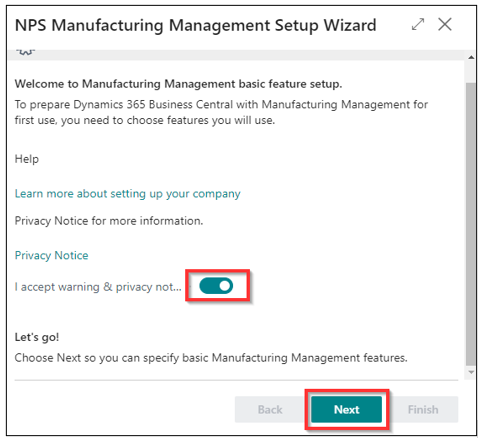 NPS Manufacturing Management Setup Wizard
Welcome to Manufacturing Management basic feature setup.
To prepare Dynamics 365 Business Central with Manufacturing Management for
first use, you need to choose features you will use.
Help
Learn more about setting up your company
Privacy Notice for more information.
Privacy Notice
I accept warning & privacy not...
Let's go!
Choose Next so you can specify basic Manufacturing Management features.
Back Next Finish